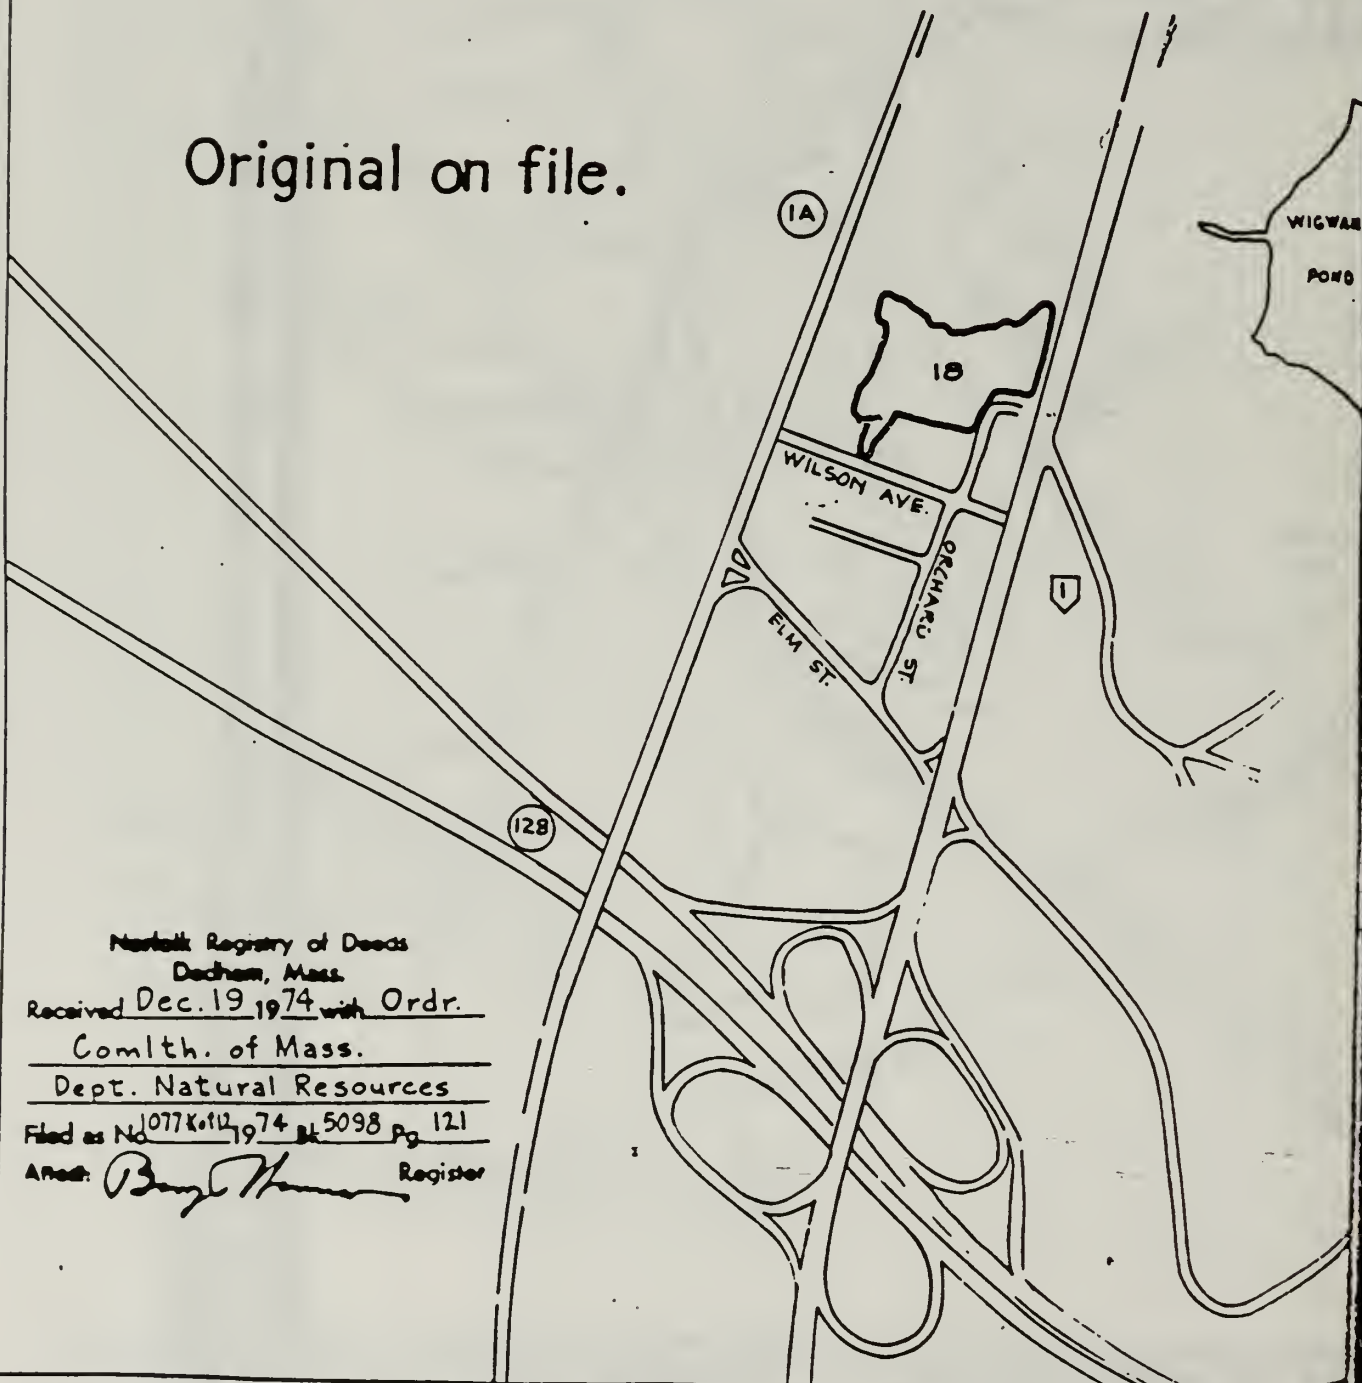 Original on file.
1A
WIGWAM
POND
18
WILSON AVE.
ORCHARD ST.
1
ELM ST.
128
Norfolk Registry of Deeds
Dedham, Mass.
Received Dec. 19 1974 with Ordr.
Comlth. of Mass.
Dept. Natural Resources
Filed as No 1077 1974 Bk 5098 Pg 121
Attest: Register